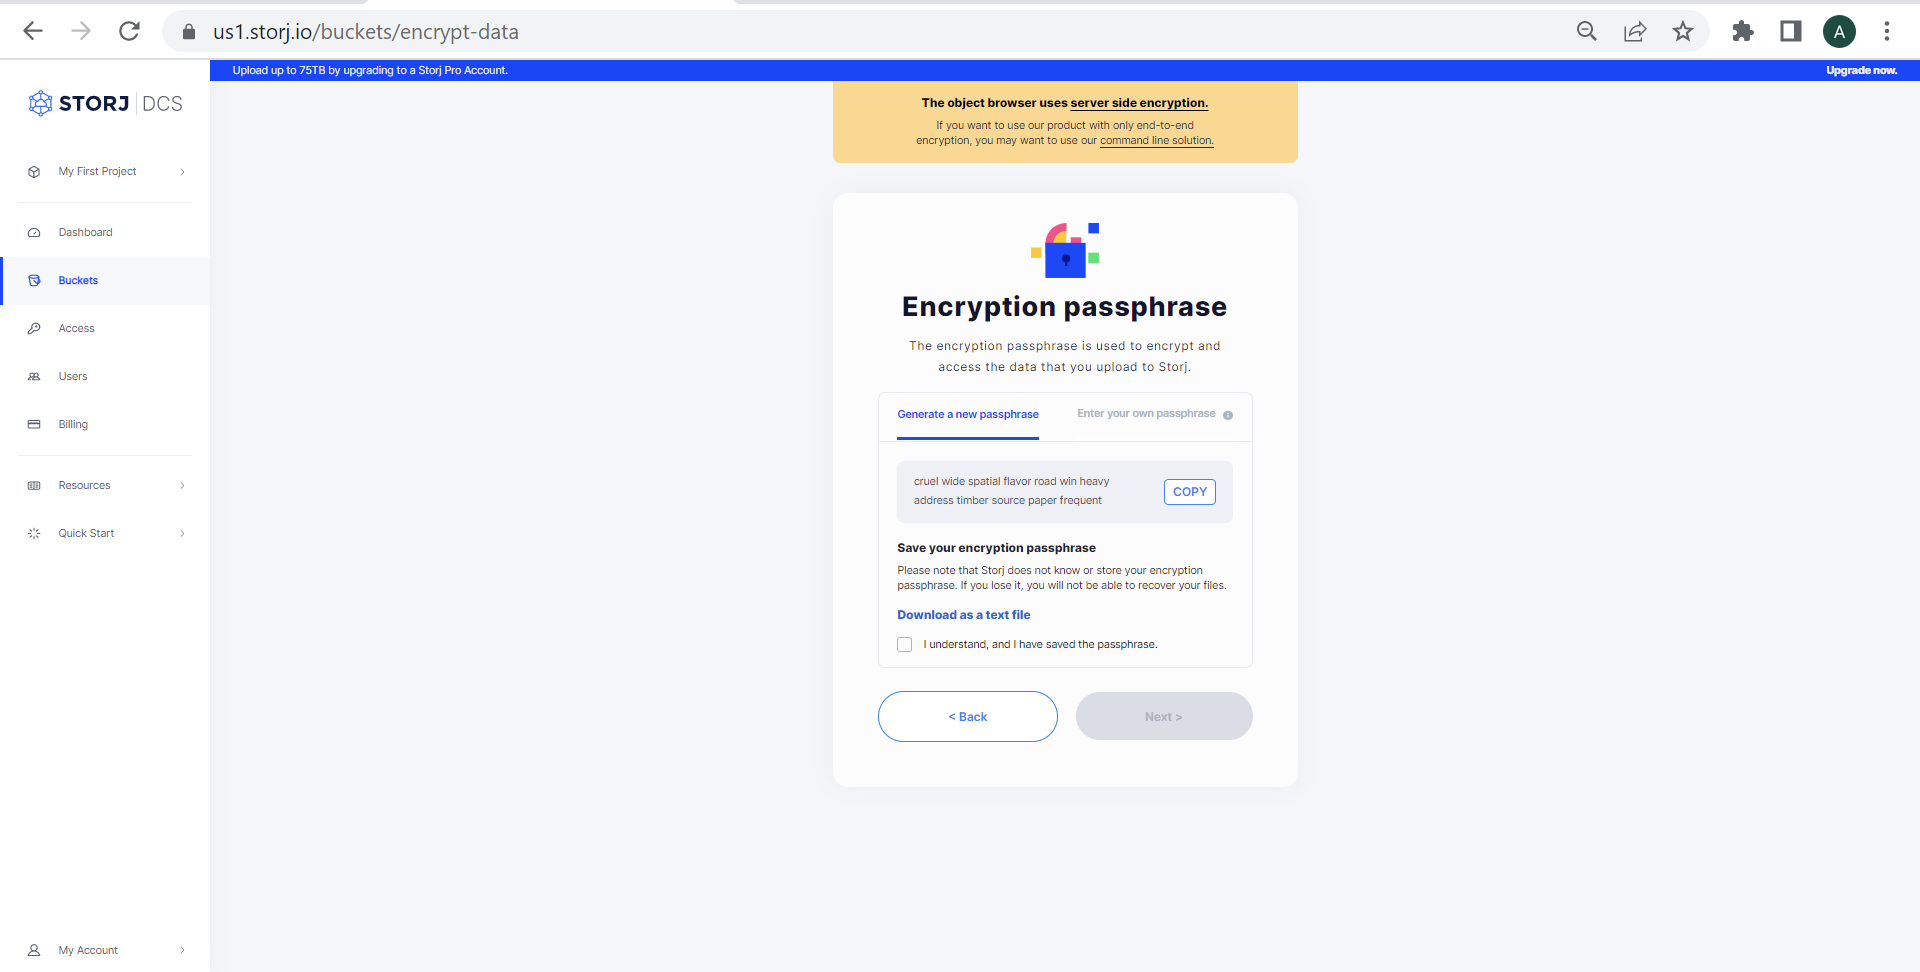 us1.storj.io/buckets/encrypt-data
A
Upload up to 75TB by upgrading to a Storj Pro Account.
Upgrade now.
STORJ DCS
My First Project
Dashboard
Buckets
Access
Users
Billing
Resources
Quick Start
My Account
The object browser uses server side encryption.
If you want to use our product with only end-to-end
encryption, you may want to use our command line solution.
Encryption passphrase
The encryption passphrase is used to encrypt and
access the data that you upload to Storj.
Generate a new passphrase
Enter your own passphrase
cruel wide spatial flavor road win heavy
address timber source paper frequent
COPY
Save your encryption passphrase
Please note that Storj does not know or store your encryption
passphrase. If you lose it, you will not be able to recover your files.
Download as a text file
I understand, and I have saved the passphrase.
< Back
Next >